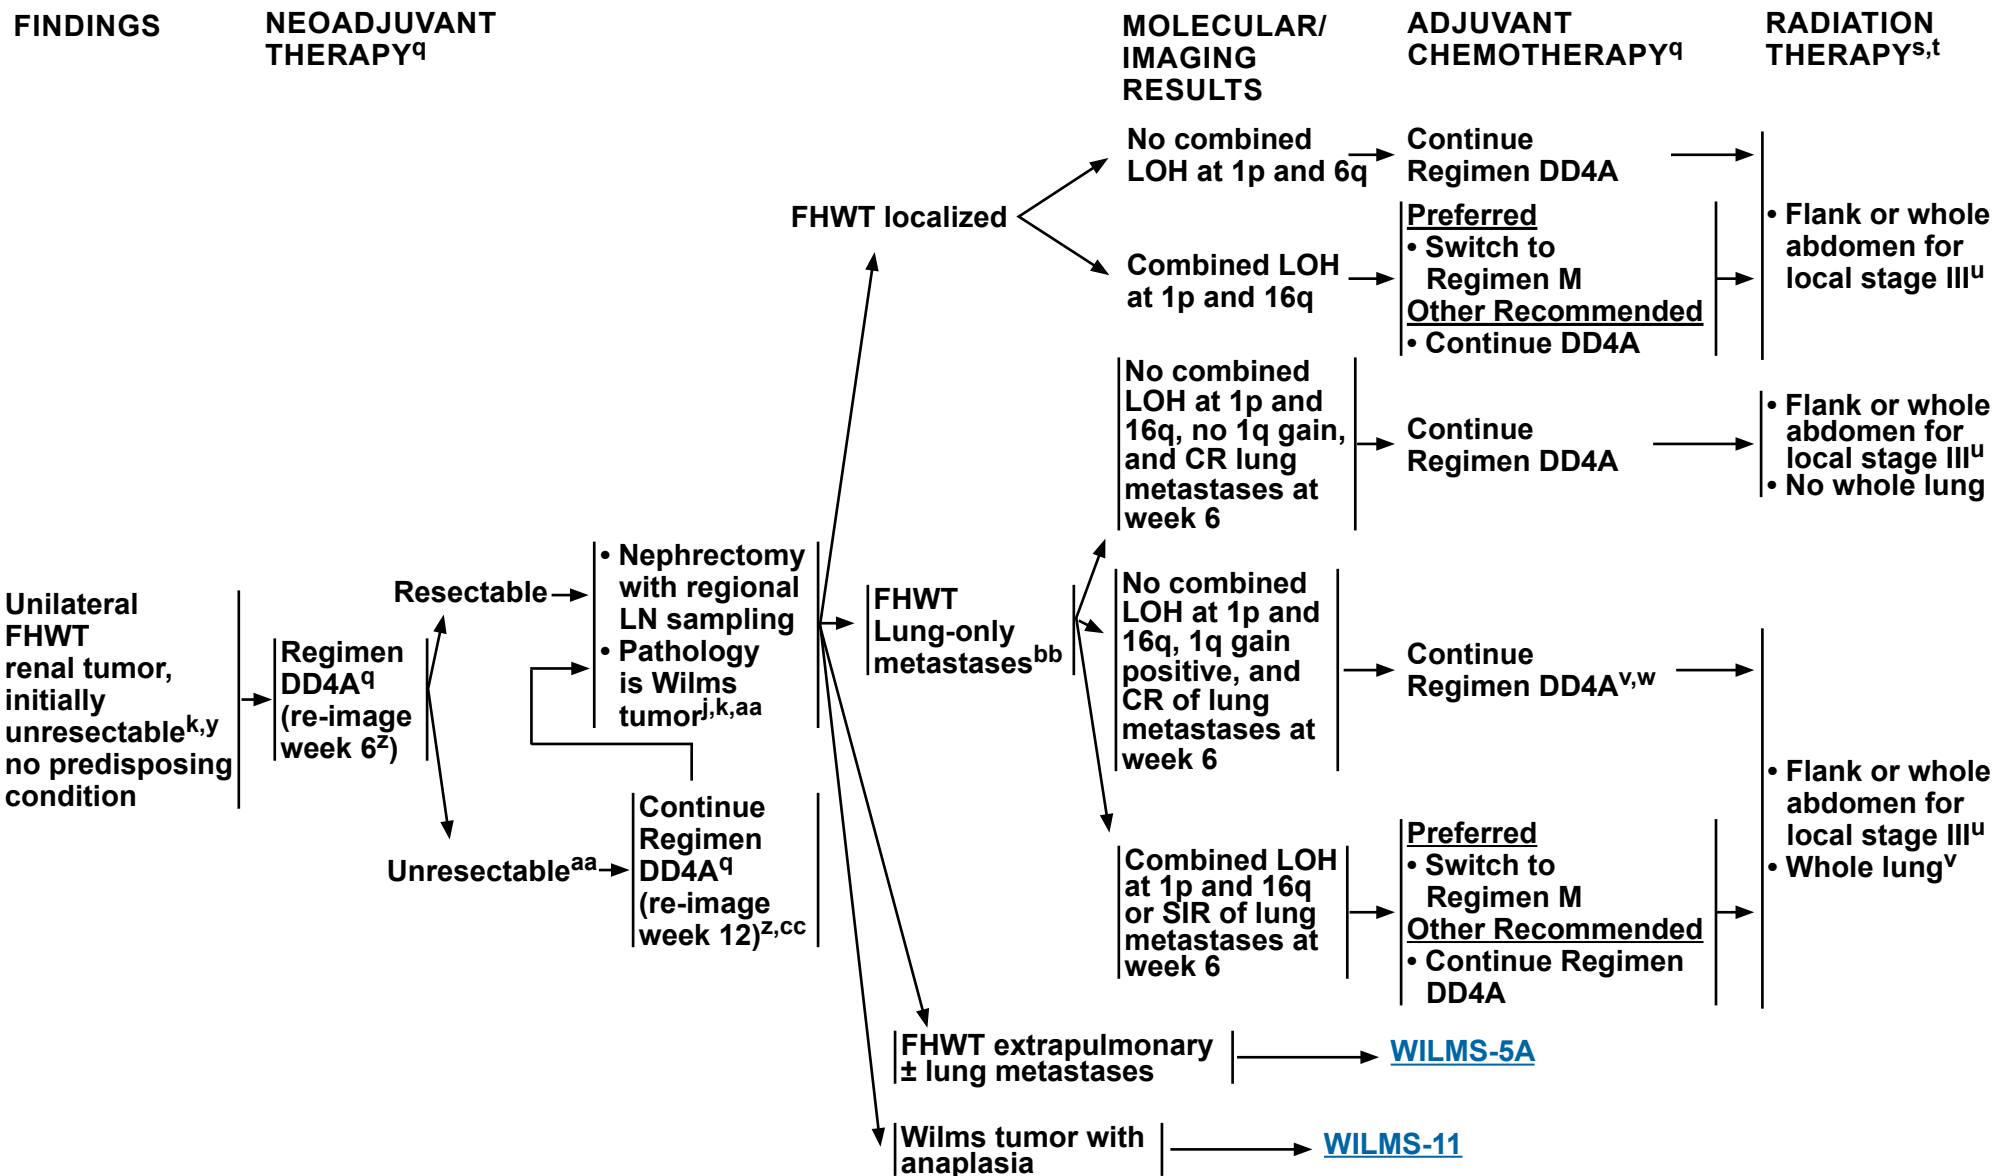 FINDINGS
NEOADJUVANT
THERAPYq
MOLECULAR/
IMAGING
RESULTS
ADJUVANT
CHEMOTHERAPYq
RADIATION
THERAPYs,t
Unilateral
FHWT
renal tumor,
initially
unresectablek,y
no predisposing
condition
Regimen
DD4Aq
(re-image
week 6z)
Resectable
Unresectableaa
• Nephrectomy
with regional
LN sampling
• Pathology
is Wilms
tumorj,k,aa
Continue
Regimen
DD4Aq
(re-image
week 12)z,cc
FHWT localized
No combined
LOH at 1p and 6q
Continue
Regimen DD4A
Combined LOH
at 1p and 16q
Preferred
• Switch to
Regimen M
Other Recommended
• Continue DD4A
• Flank or whole
abdomen for
local stage IIIu
FHWT
Lung-only
metastasesbb
No combined
LOH at 1p and
16q, no 1q gain,
and CR lung
metastases at
week 6
Continue
Regimen DD4A
• Flank or whole
abdomen for
local stage IIIu
• No whole lung
No combined
LOH at 1p and
16q, 1q gain
positive, and
CR of lung
metastases at
week 6
Continue
Regimen DD4Av,w
Combined LOH
at 1p and 16q
or SIR of lung
metastases at
week 6
Preferred
• Switch to
Regimen M
Other Recommended
• Continue Regimen
DD4A
• Flank or whole
abdomen for
local stage IIIu
• Whole lungv
FHWT extrapulmonary
± lung metastases
WILMS-5A
Wilms tumor with
anaplasia
WILMS-11